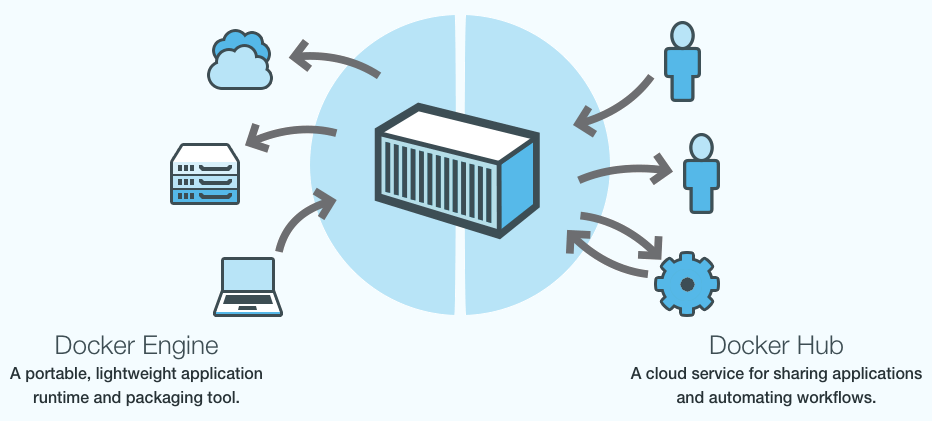 Docker Engine
A portable, lightweight application
runtime and packaging tool.
Docker Hub
A cloud service for sharing applications
and automating workflows.